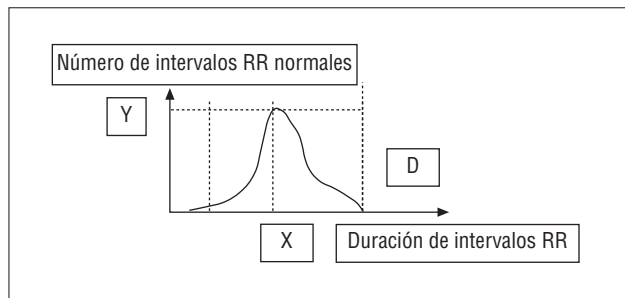 Número de intervalos RR normales
Y
D
X
Duración de intervalos RR